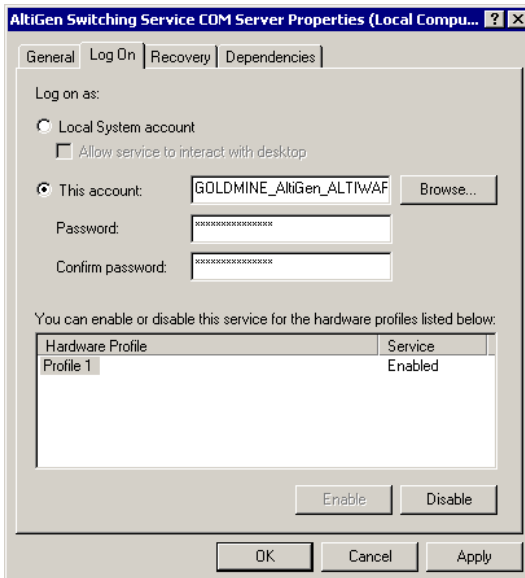 AltiGen Switching Service COM Server Properties (Local Compu...
General Log On Recovery Dependencies
Log on as:
Local System account
Allow service to interact with desktop
This account: GOLDMINE_AltiGen_ALTIWAF Browse...
Password: ***************
Confirm password: ***************
You can enable or disable this service for the hardware profiles listed below:
Hardware Profile Service
Profile 1 Enabled
Enable Disable
OK Cancel Apply